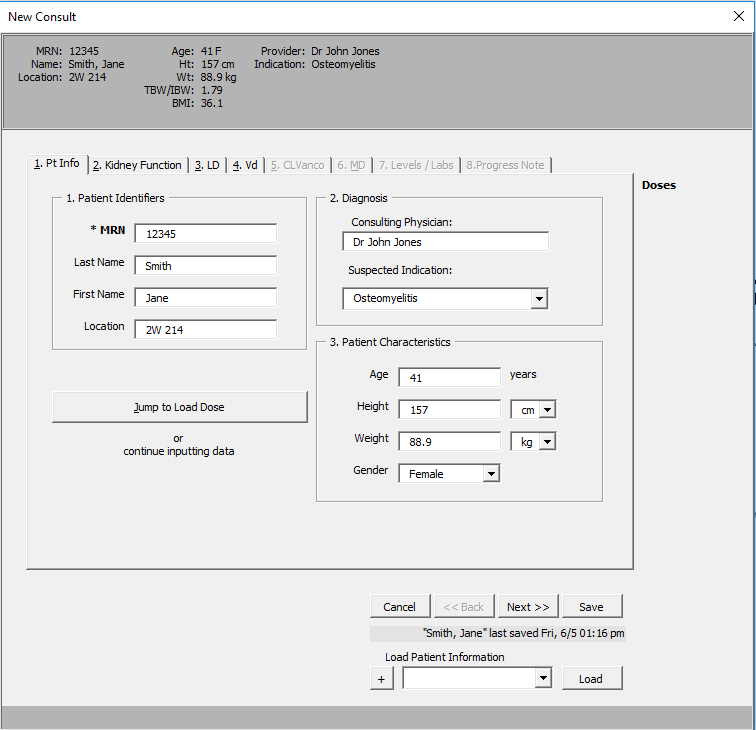 New Consult
MRN: 12345 Age: 41 F Provider: Dr John Jones
Name: Smith, Jane Ht: 157 cm Indication: Osteomyelitis
Location: 2W 214 Wt: 88.9 kg
TBW/IBW: 1.79
BMI: 36.1
1. Pt Info 2. Kidney Function 3. LD 4. Vd 5. CLVanco 6. MD 7. Levels / Labs 8.Progress Note
Doses
1. Patient Identifiers
* MRN 12345
Last Name Smith
First Name Jane
Location 2W 214
Jump to Load Dose
or
continue inputting data
2. Diagnosis
Consulting Physician:
Dr John Jones
Suspected Indication:
Osteomyelitis
3. Patient Characteristics
Age 41 years
Height 157 cm
Weight 88.9 kg
Gender Female
Cancel << Back Next >> Save
"Smith, Jane" last saved Fri, 6/5 01:16 pm
Load Patient Information
+ Load